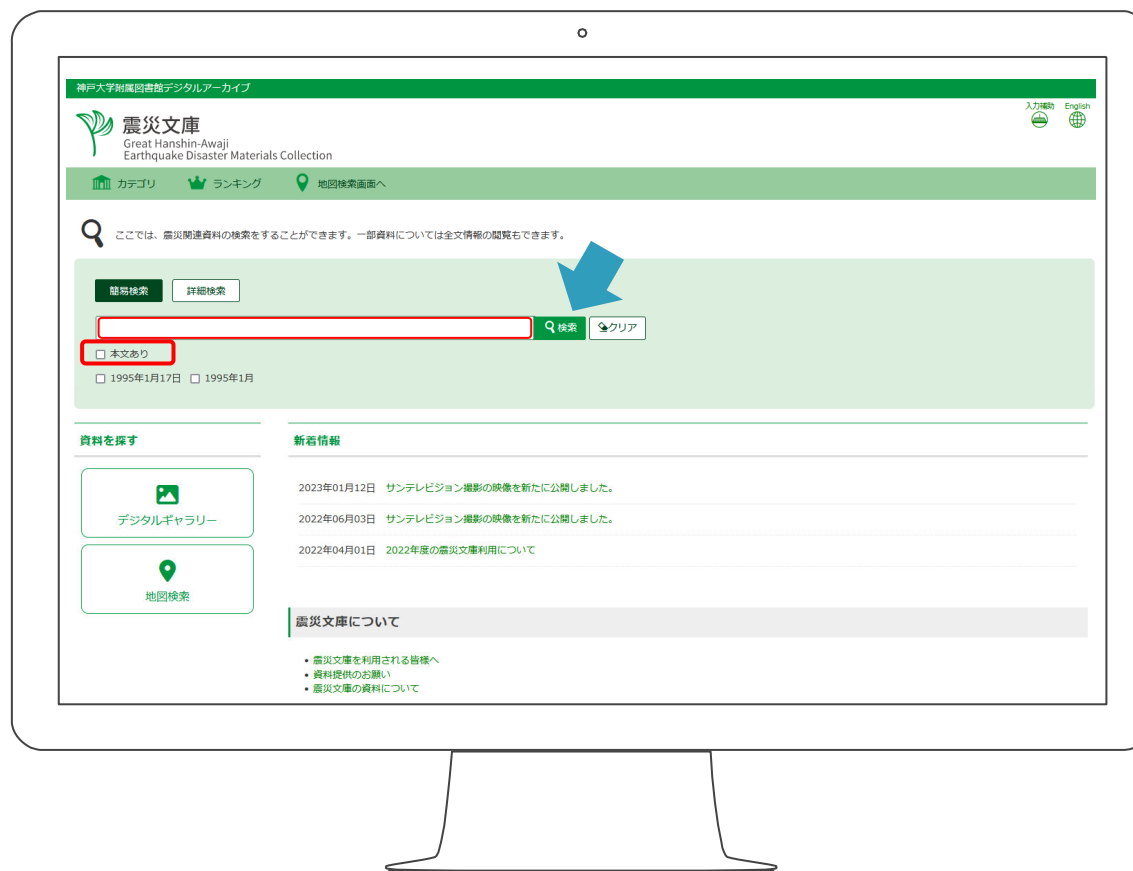 神戸大学附属図書館デジタルアーカイブ
入力補助 English
震災文庫
Great Hanshin-Awaji
Earthquake Disaster Materials Collection
カテゴリ ランキング 地図検索画面へ
ここでは、震災関連資料の検索をすることができます。一部資料については全文情報の閲覧もできます。
簡易検索 詳細検索
検索 クリア
本文あり
1995年1月17日 1995年1月
資料を探す
デジタルギャラリー
地図検索
新着情報
2023年01月12日 サンテレビジョン撮影の映像を新たに公開しました。
2022年06月03日 サンテレビジョン撮影の映像を新たに公開しました。
2022年04月01日 2022年度の震災文庫利用について
震災文庫について
• 震災文庫を利用される皆様へ
• 資料提供のお願い
• 震災文庫の資料について